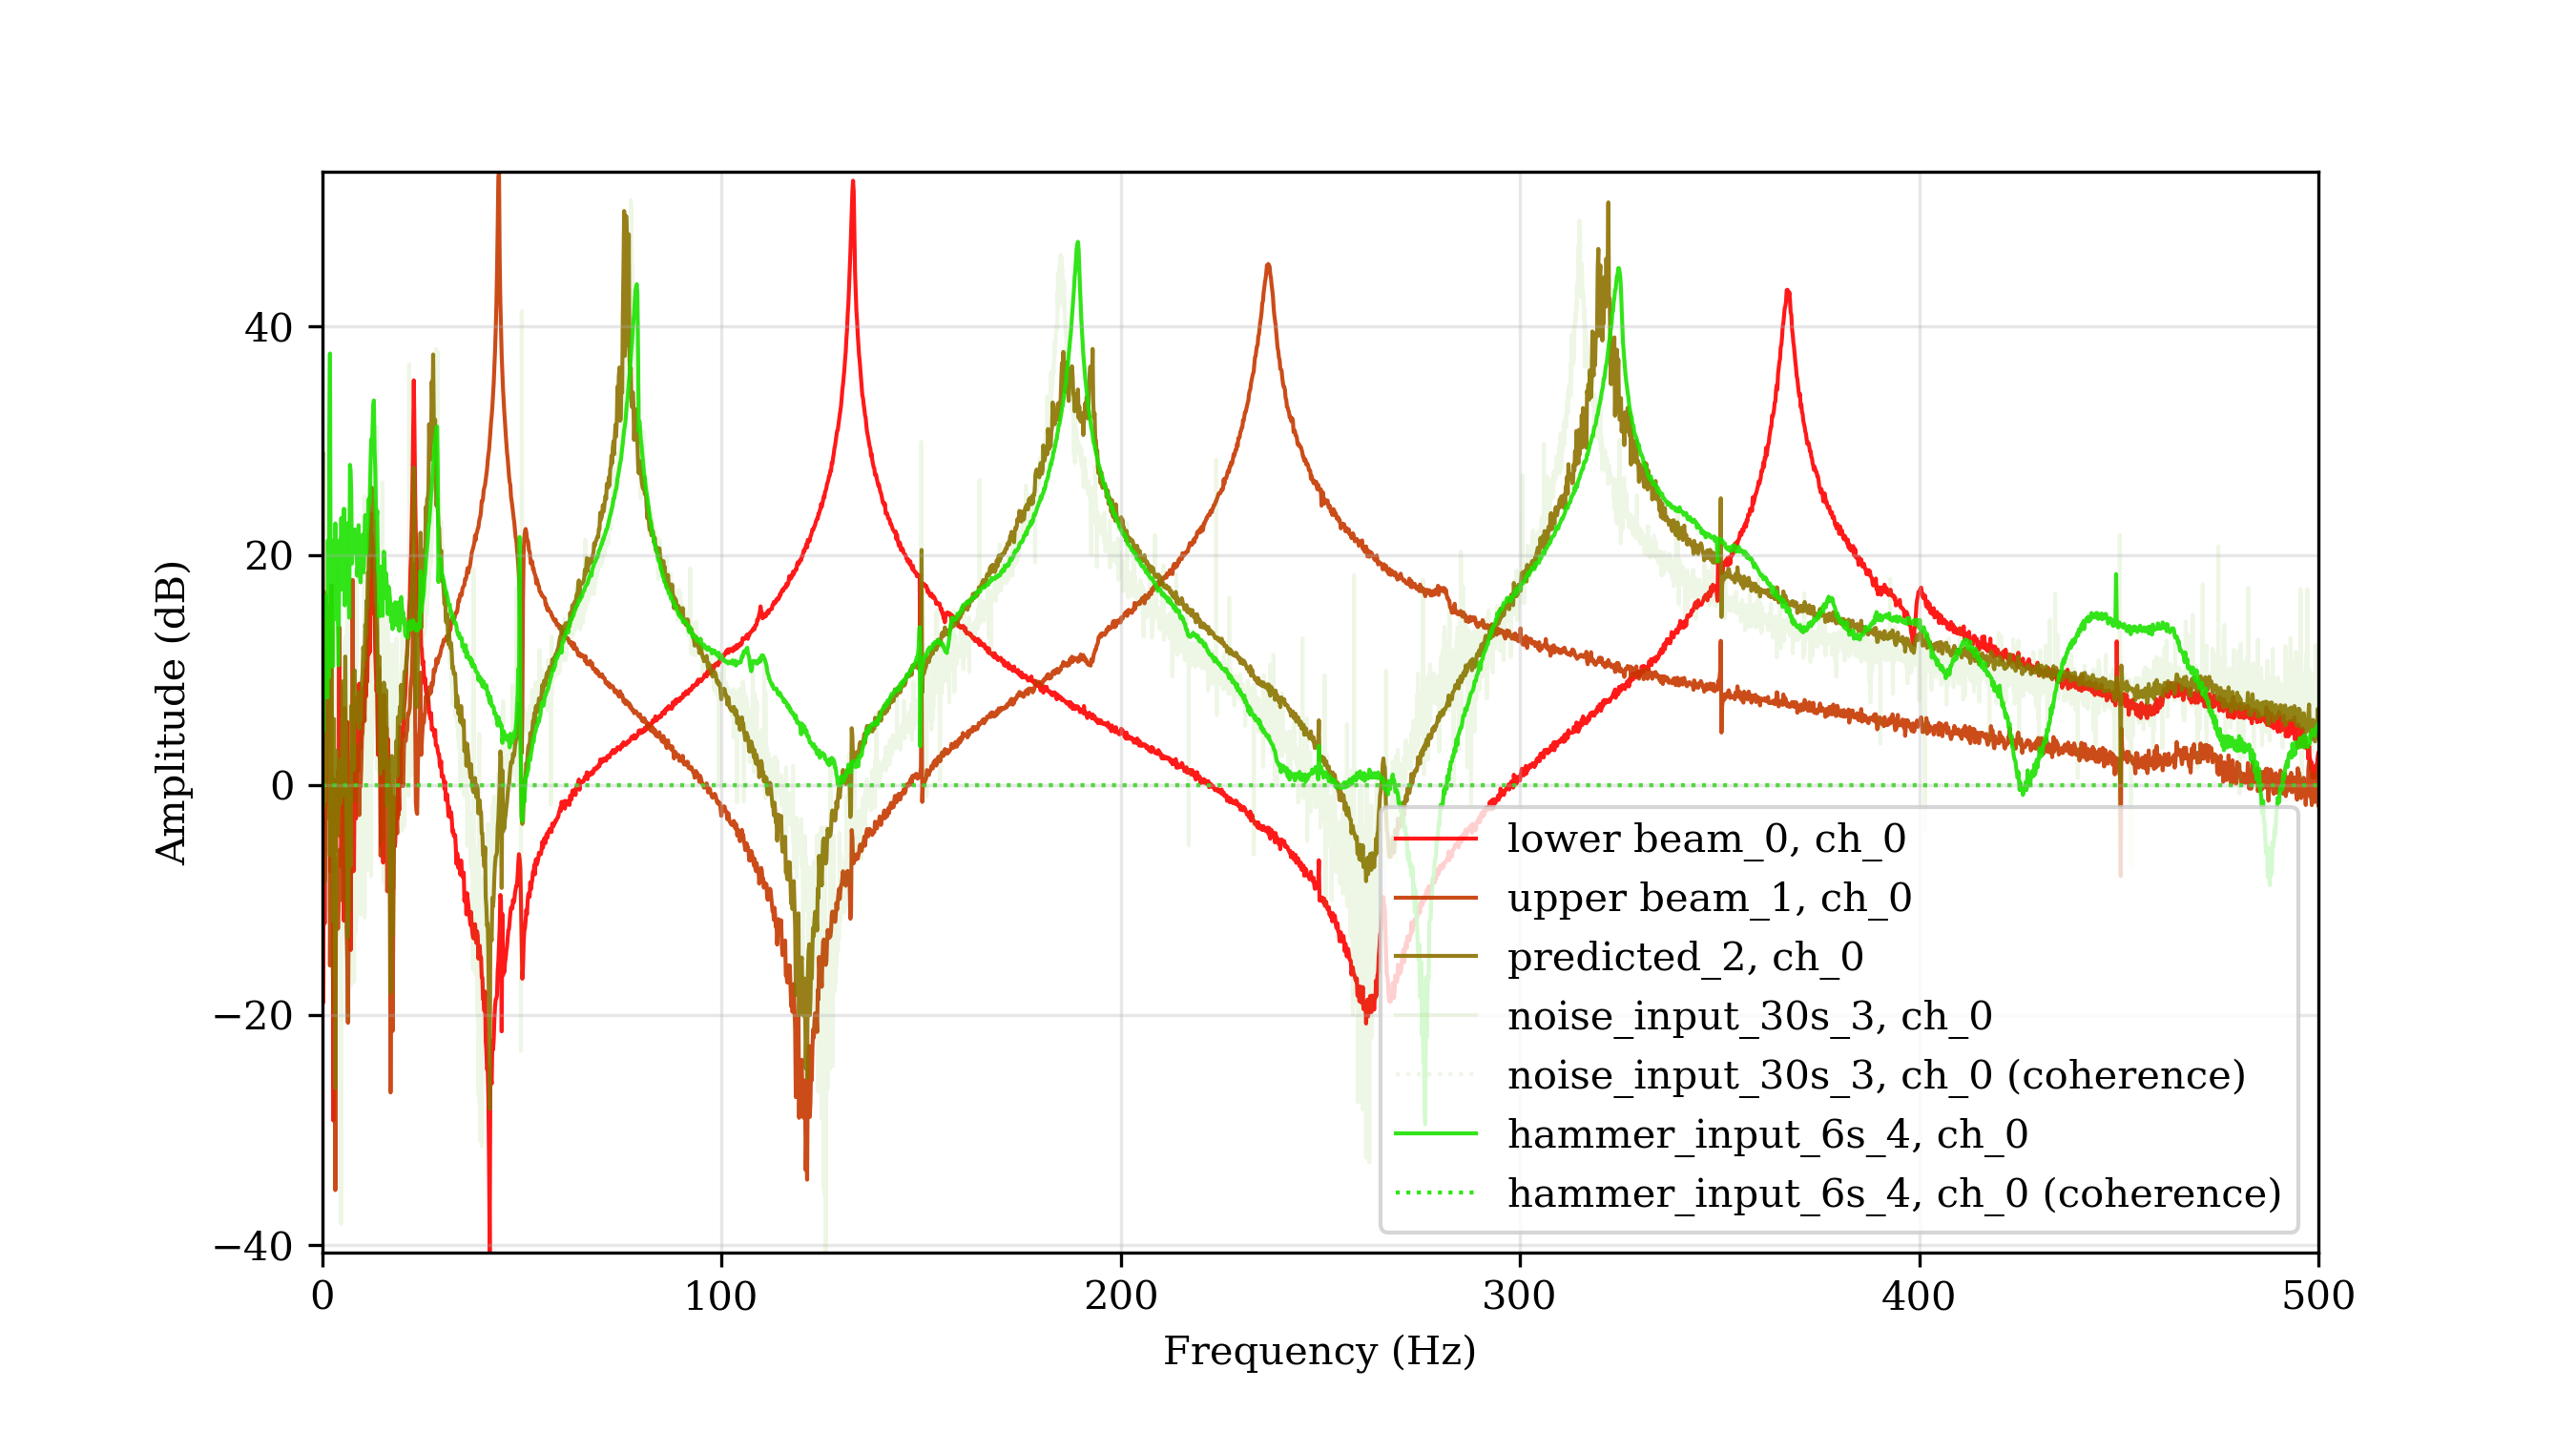 40
20
0
−20
−40
0 100 200 300 400 500
Amplitude (dB)
Frequency (Hz)
lower beam_0, ch_0
upper beam_1, ch_0
predicted_2, ch_0
noise_input_30s_3, ch_0
noise_input_30s_3, ch_0 (coherence)
hammer_input_6s_4, ch_0
hammer_input_6s_4, ch_0 (coherence)